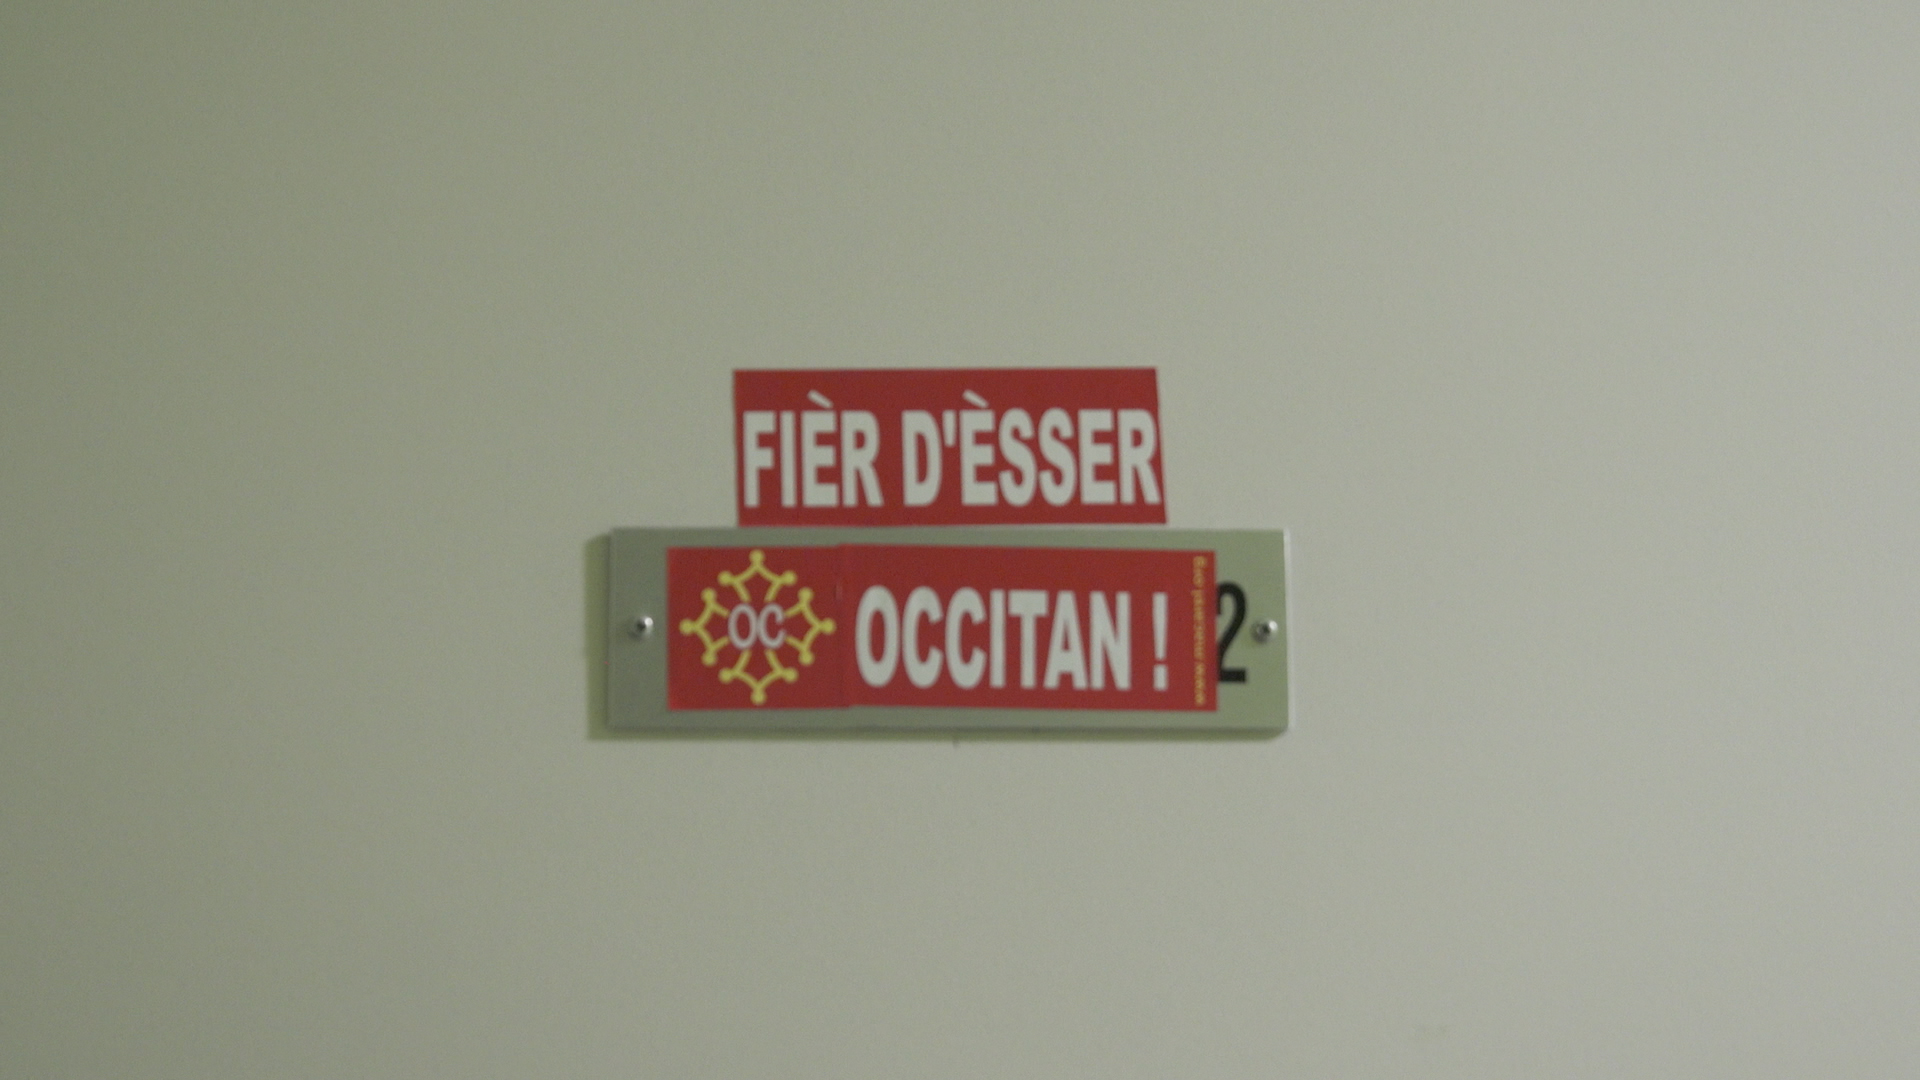 FIÈR D'ÈSSER
OC OCCITAN !
2